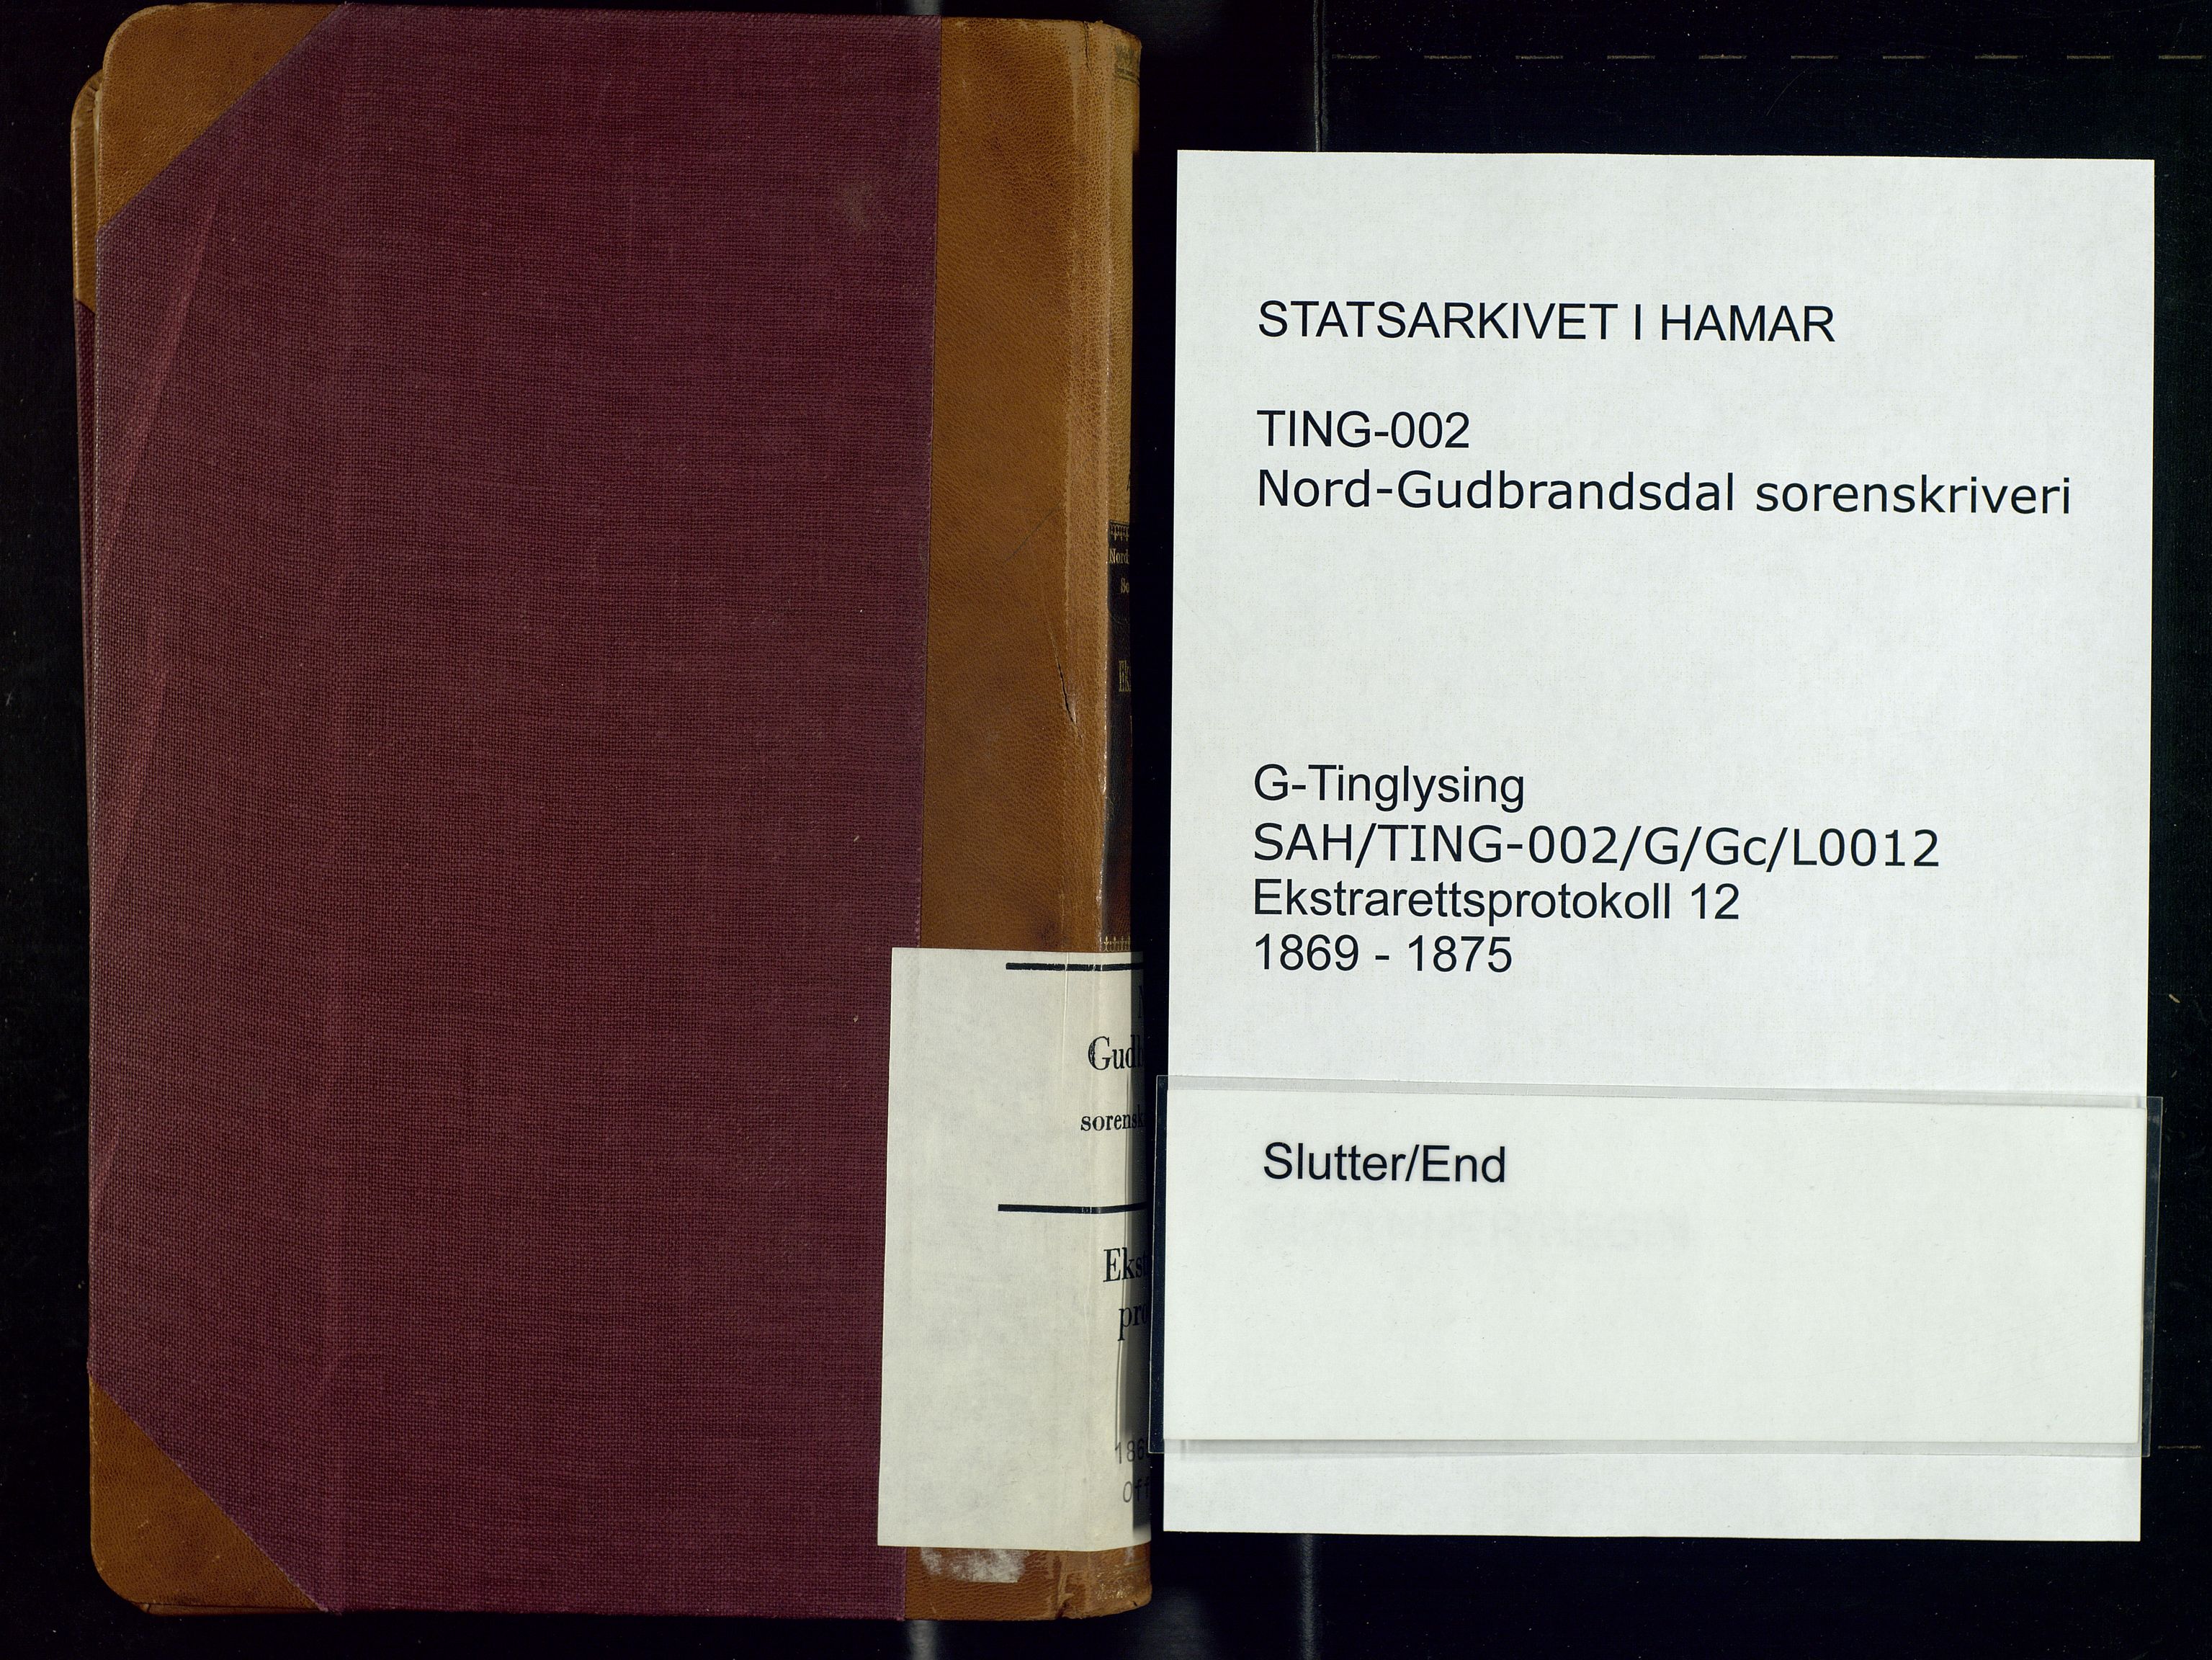 STATSARKIVET I HAMAR
TING-002
Nord-Gudbrandsdal sorenskriveri
G-Tinglysing
SAH/TING-002/G/Gc/L0012
Ekstrarettsprotokoll 12
1869 - 1875
Slutter/End